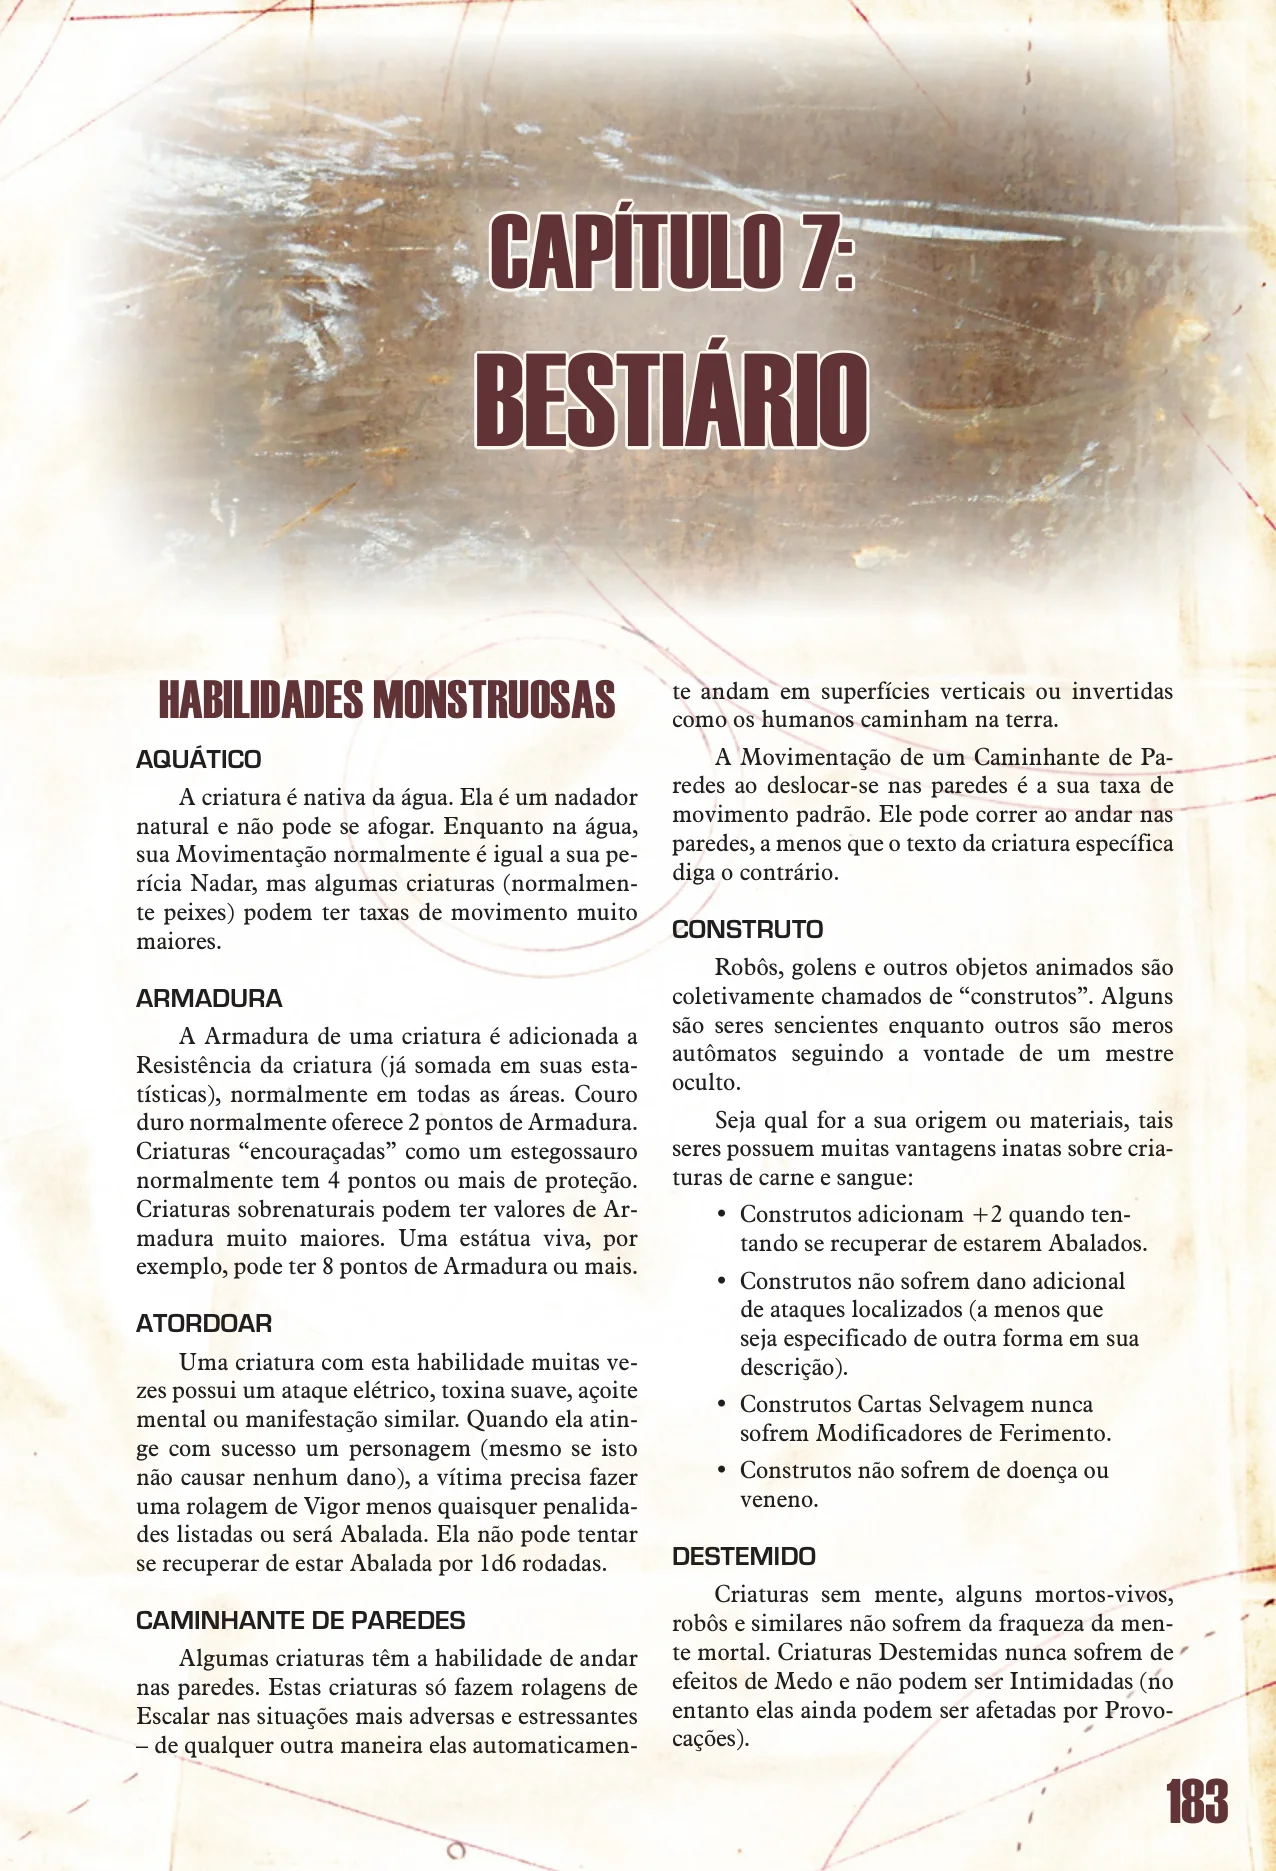 CAPÍTULO 7:
BESTIÁRIO
HABILIDADES MONSTRUOSAS
AQUÁTICO
A criatura é nativa da água. Ela é um nadador
natural e não pode se afogar. Enquanto na água,
sua Movimentação normalmente é igual a sua pe-
rícia Nadar, mas algumas criaturas (normalmen-
te peixes) podem ter taxas de movimento muito
maiores.
ARMADURA
A Armadura de uma criatura é adicionada a
Resistência da criatura (já somada em suas esta-
tísticas), normalmente em todas as áreas. Couro
duro normalmente oferece 2 pontos de Armadura.
Criaturas “encouraçadas” como um estegossauro
normalmente tem 4 pontos ou mais de proteção.
Criaturas sobrenaturais podem ter valores de Ar-
madura muito maiores. Uma estátua viva, por
exemplo, pode ter 8 pontos de Armadura ou mais.
ATORDOAR
Uma criatura com esta habilidade muitas ve-
zes possui um ataque elétrico, toxina suave, açoite
mental ou manifestação similar. Quando ela atin-
ge com sucesso um personagem (mesmo se isto
não causar nenhum dano), a vítima precisa fazer
uma rolagem de Vigor menos quaisquer penalida-
des listadas ou será Abalada. Ela não pode tentar
se recuperar de estar Abalada por 1d6 rodadas.
CAMINHANTE DE PAREDES
Algumas criaturas têm a habilidade de andar
nas paredes. Estas criaturas só fazem rolagens de
Escalar nas situações mais adversas e estressantes
– de qualquer outra maneira elas automaticamen-
te andam em superfícies verticais ou invertidas
como os humanos caminham na terra.
A Movimentação de um Caminhante de Pa-
redes ao deslocar-se nas paredes é a sua taxa de
movimento padrão. Ele pode correr ao andar nas
paredes, a menos que o texto da criatura específica
diga o contrário.
CONSTRUTO
Robôs, golens e outros objetos animados são
coletivamente chamados de “construtos”. Alguns
são seres sencientes enquanto outros são meros
autômatos seguindo a vontade de um mestre
oculto.
Seja qual for a sua origem ou materiais, tais
seres possuem muitas vantagens inatas sobre cria-
turas de carne e sangue:
• Construtos adicionam +2 quando ten-
tando se recuperar de estarem Abalados.
• Construtos não sofrem dano adicional
de ataques localizados (a menos que
seja especificado de outra forma em sua
descrição).
• Construtos Cartas Selvagem nunca
sofrem Modificadores de Ferimento.
• Construtos não sofrem de doença ou
veneno.
DESTEMIDO
Criaturas sem mente, alguns mortos-vivos,
robôs e similares não sofrem da fraqueza da men-
te mortal. Criaturas Destemidas nunca sofrem de
efeitos de Medo e não podem ser Intimidadas (no
entanto elas ainda podem ser afetadas por Provo-
cações).
183